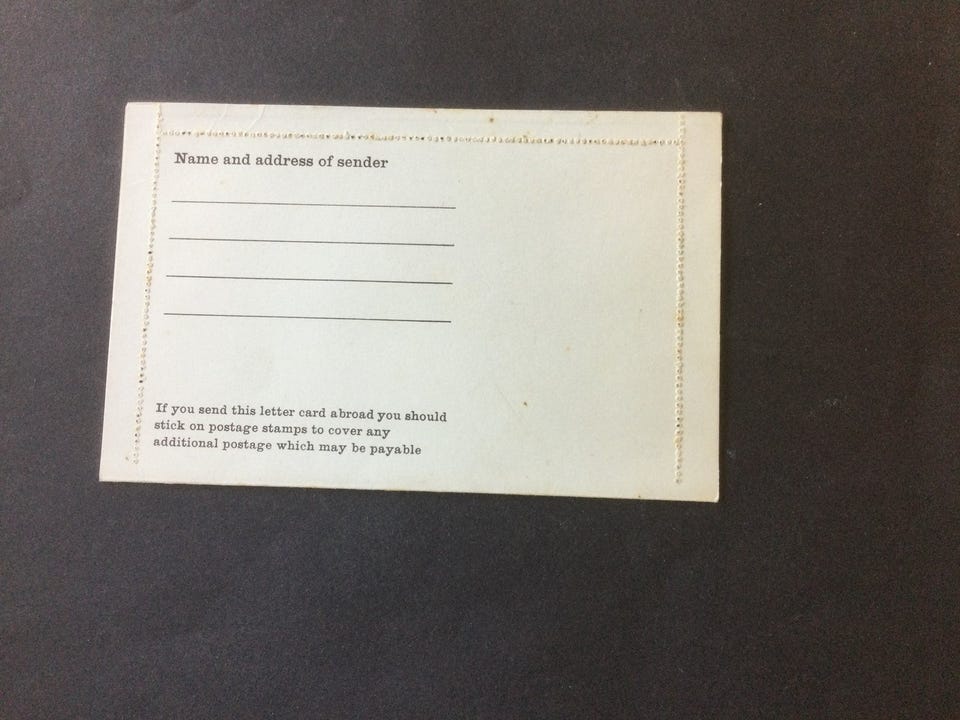 Name and address of sender
If you send this letter card abroad you should
stick on postage stamps to cover any
additional postage which may be payable